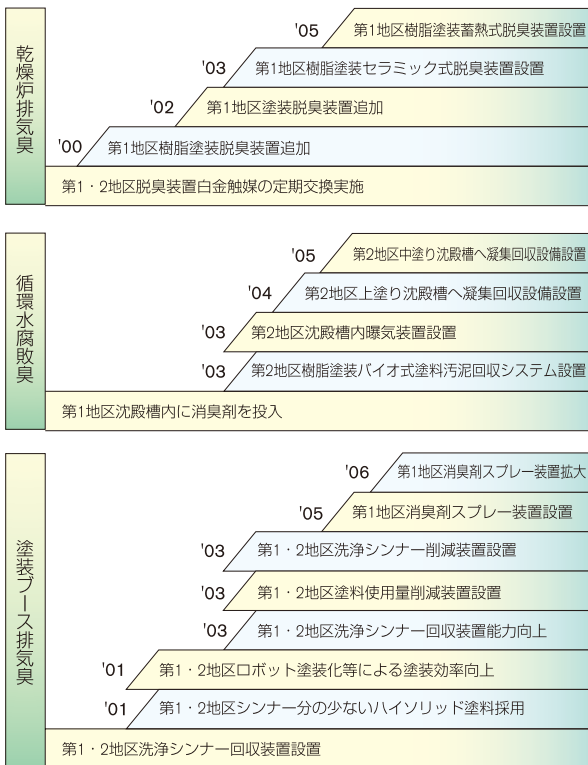 乾燥炉排気臭
'05 第1地区樹脂塗装蓄熱式脱臭装置設置
'03 第1地区樹脂塗装セラミック式脱臭装置設置
'02 第1地区塗装脱臭装置追加
'00 第1地区樹脂塗装脱臭装置追加
第1・2地区脱臭装置白金触媒の定期交換実施
循環水腐敗臭
'05 第2地区中塗り沈殿槽へ凝集回収設備設置
'04 第2地区上塗り沈殿槽へ凝集回収設備設置
'03 第2地区沈殿槽内曝気装置設置
'03 第2地区樹脂塗装バイオ式塗料汚泥回収システム設置
第1地区沈殿槽内に消臭剤を投入
塗装ブース排気臭
'06 第1地区消臭剤スプレー装置拡大
'05 第1地区消臭剤スプレー装置設置
'03 第1・2地区洗浄シンナー削減装置設置
'03 第1・2地区塗料使用量削減装置設置
'03 第1・2地区洗浄シンナー回収装置能力向上
'01 第1・2地区ロボット塗装化等による塗装効率向上
'01 第1・2地区シンナー分の少ないハイソリッド塗料採用
第1・2地区洗浄シンナー回収装置設置